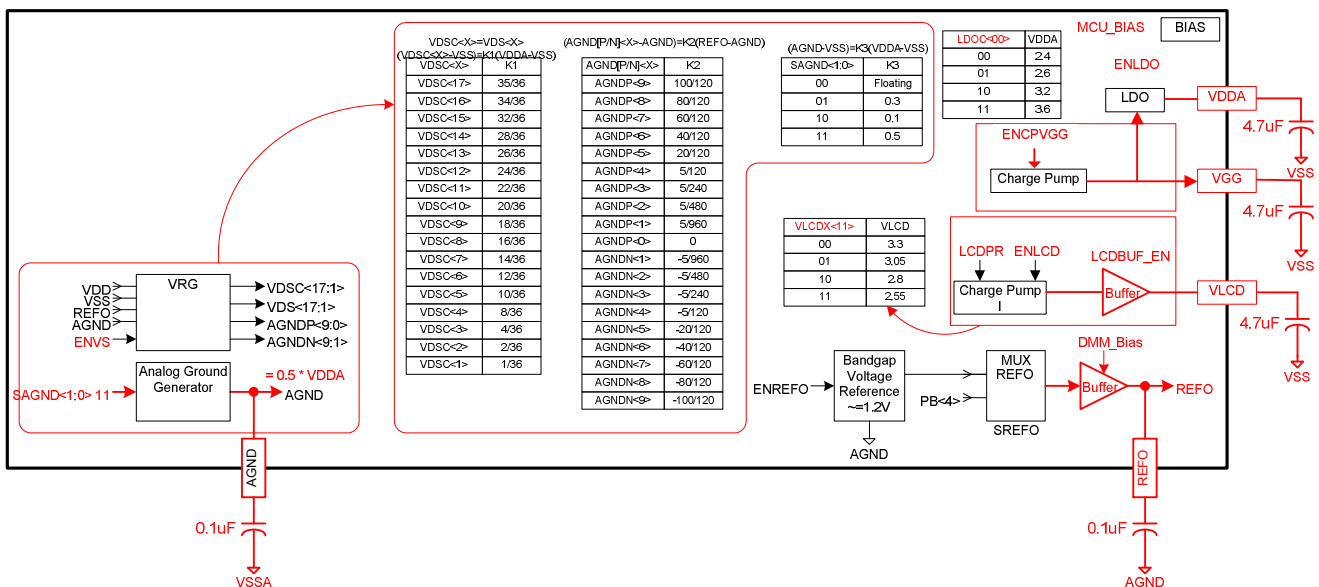 MCU_BIAS
BIAS
VDSC<X>=VDS<X>
(VDSC<X>-VSS)=K1(VDDA-VSS)
VDSC<X> K1
VDSC<17> 35/36
VDSC<16> 34/36
VDSC<15> 32/36
VDSC<14> 28/36
VDSC<13> 26/36
VDSC<12> 24/36
VDSC<11> 22/36
VDSC<10> 20/36
VDSC<9> 18/36
VDSC<8> 16/36
VDSC<7> 14/36
VDSC<6> 12/36
VDSC<5> 10/36
VDSC<4> 8/36
VDSC<3> 4/36
VDSC<2> 2/36
VDSC<1> 1/36
(AGND[P/N]<X>-AGND)=K2(REFO-AGND)
AGND[P/N]<X> K2
AGNDP<9> 100/120
AGNDP<8> 80/120
AGNDP<7> 60/120
AGNDP<6> 40/120
AGNDP<5> 20/120
AGNDP<4> 5/120
AGNDP<3> 5/240
AGNDP<2> 5/480
AGNDP<1> 5/960
AGNDP<0> 0
AGNDN<1> -5/960
AGNDN<2> -5/480
AGNDN<3> -5/240
AGNDN<4> -5/120
AGNDN<5> -20/120
AGNDN<6> -40/120
AGNDN<7> -60/120
AGNDN<8> -80/120
AGNDN<9> -100/120
(AGND-VSS)=K3(VDDA-VSS)
SAGND<1:0> K3
00 Floating
01 0.3
10 0.1
11 0.5
LDOC<00> VDDA
00 2.4
01 2.6
10 3.2
11 3.6
ENLDO
LDO
VDDA
4.7uF
VSS
ENCPVGG
Charge Pump
VGG
4.7uF
VSS
VLCDX<11> VLCD
00 3.3
01 3.05
10 2.8
11 2.55
LCDPR
ENLCD
LCDBUF_EN
Charge Pump
I
Buffer
VLCD
4.7uF
VSS
VDD
VSS
REFO
AGND
ENVS
VRG
VDSC<17:1>
VDS<17:1>
AGNDP<9:0>
AGNDN<9:1>
SAGND<1:0> 11
Analog Ground
Generator
= 0.5 * VDDA
AGND
AGND
0.1uF
VSSA
ENREFO
Bandgap
Voltage
Reference
~=1.2V
AGND
PB<4>
MUX
REFO
SREFO
DMM_Bias
Buffer
REFO
REFO
0.1uF
AGND